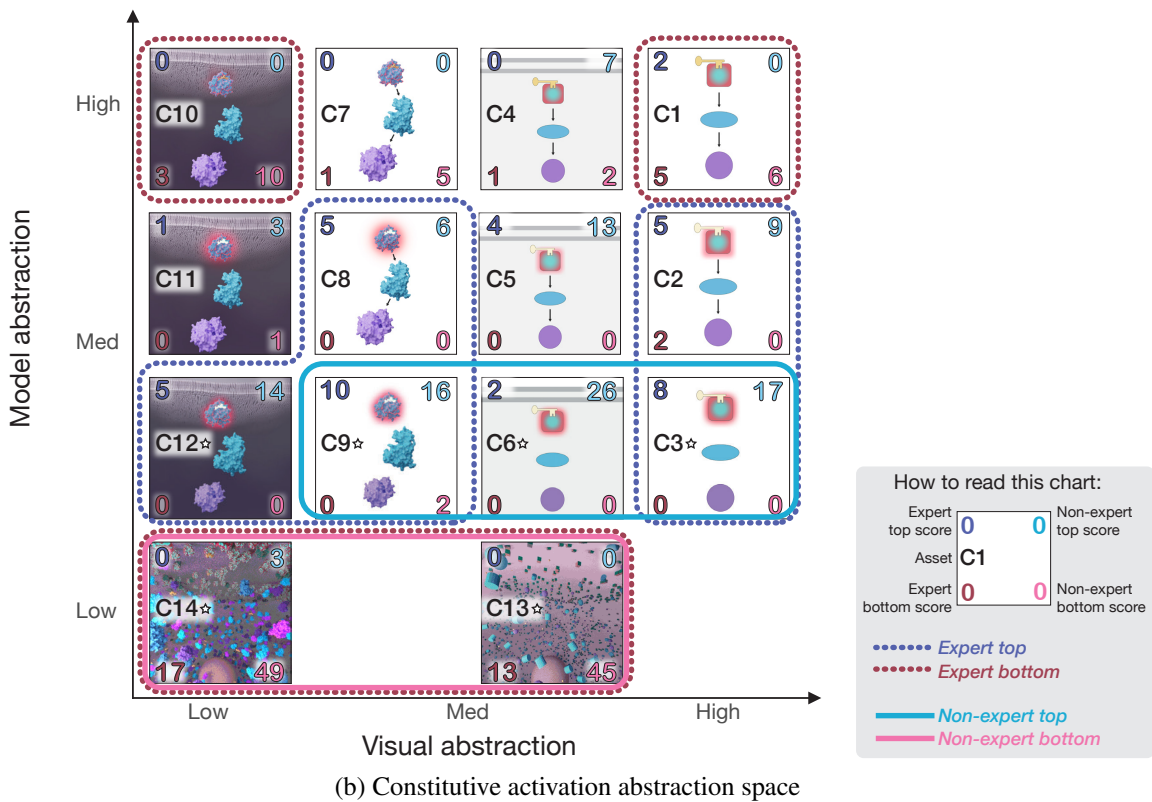 High
0 0
C10
3 10
0 0
C7
1 5
0 7
C4
1 2
2 0
C1
5 6
Model abstraction
Med
1 3
C11
0 1
5 6
C8
0 0
4 13
C5
0 0
5 9
C2
2 0
5 14
C12☆
0 0
10 16
C9☆
0 2
2 26
C6☆
0 0
8 17
C3☆
0 0
Low
0 3
C14☆
17 49
0 0
C13☆
13 45
Low Med High
Visual abstraction
How to read this chart:
Expert
top score
0 0
Non-expert
top score
Asset
C1
Expert
bottom score
0 0
Non-expert
bottom score
Expert top
Expert bottom
Non-expert top
Non-expert bottom
(b) Constitutive activation abstraction space